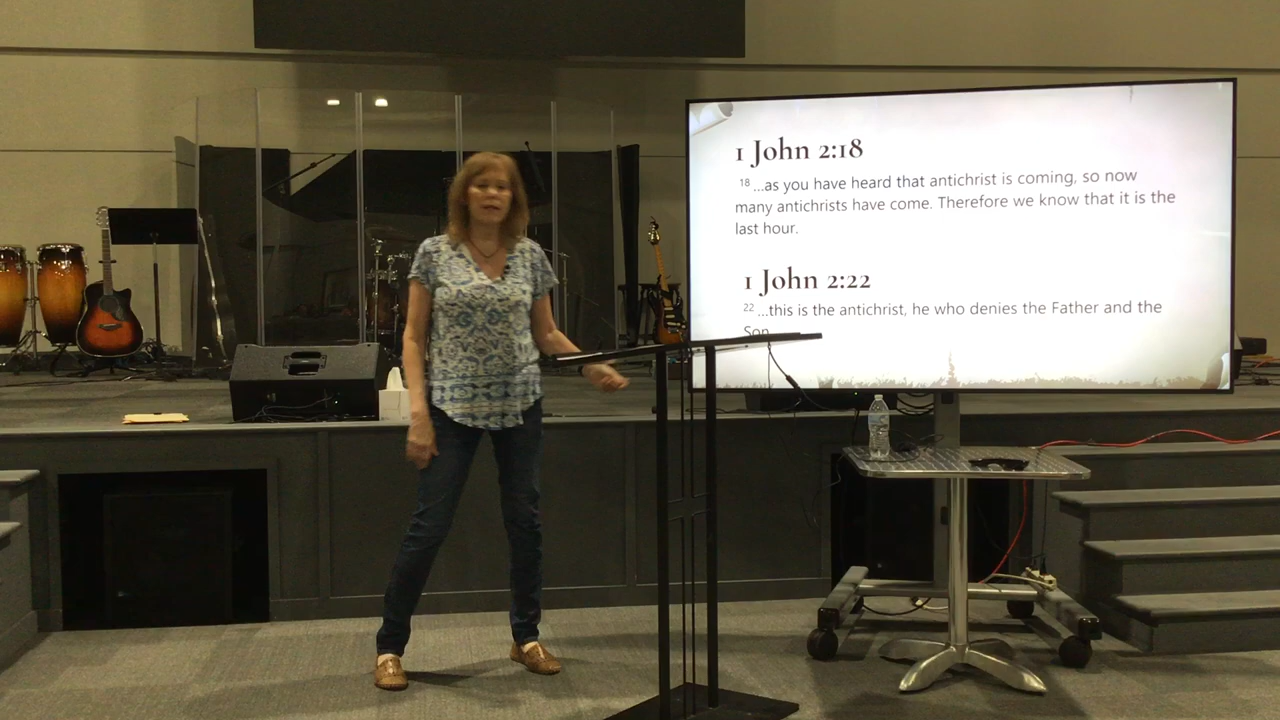 1 John 2:18
18 ...as you have heard that antichrist is coming, so now
many antichrists have come. Therefore we know that it is the
last hour.
1 John 2:22
22 ...this is the antichrist, he who denies the Father and the
Son